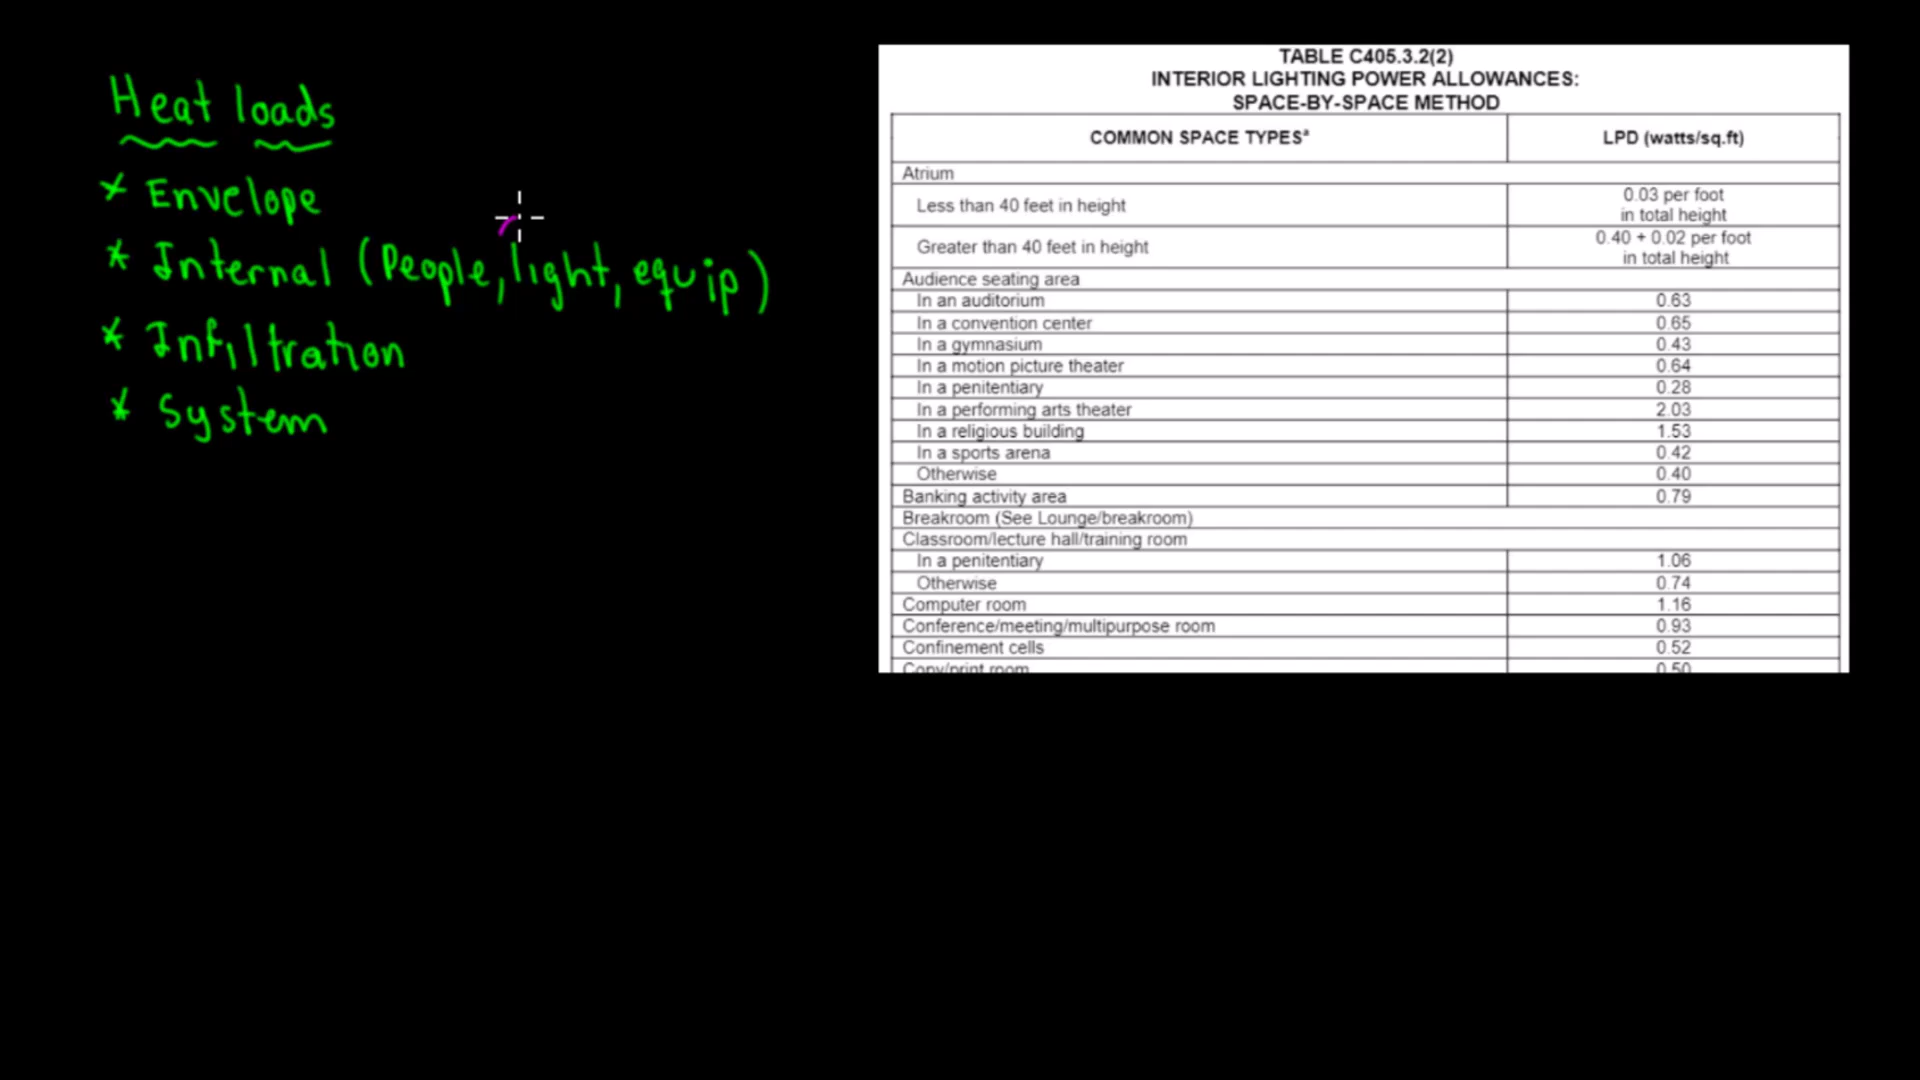 Heat loads
* Envelope
* Internal (People, light, equip)
* Infiltration
* System
TABLE C405.3.2(2)
INTERIOR LIGHTING POWER ALLOWANCES:
SPACE-BY-SPACE METHOD
COMMON SPACE TYPESª LPD (watts/sq.ft)
Atrium
Less than 40 feet in height 0.03 per foot
in total height
Greater than 40 feet in height 0.40 + 0.02 per foot
in total height
Audience seating area
In an auditorium 0.63
In a convention center 0.65
In a gymnasium 0.43
In a motion picture theater 0.64
In a penitentiary 0.28
In a performing arts theater 2.03
In a religious building 1.53
In a sports arena 0.42
Otherwise 0.40
Banking activity area 0.79
Breakroom (See Lounge/breakroom)
Classroom/lecture hall/training room
In a penitentiary 1.06
Otherwise 0.74
Computer room 1.16
Conference/meeting/multipurpose room 0.93
Confinement cells 0.52
Copy/print room 0.50